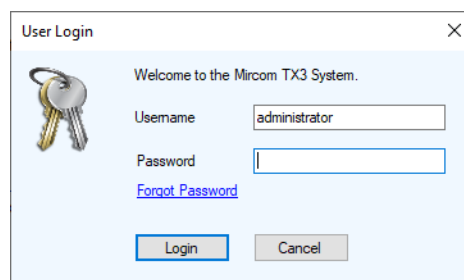 User Login
Welcome to the Mircom TX3 System.
Username
administrator
Password
Forgot Password
Login
Cancel